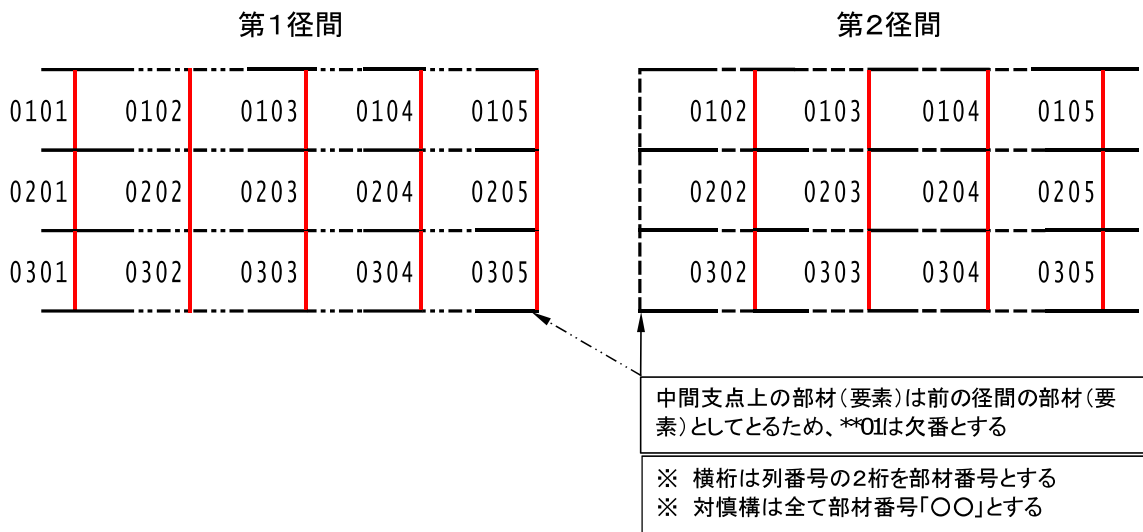 第1径間
第2径間
0101 0102 0103 0104 0105
0102 0103 0104 0105
0201 0202 0203 0204 0205
0202 0203 0204 0205
0301 0302 0303 0304 0305
0302 0303 0304 0305
中間支点上の部材(要素)は前の径間の部材(要
素)としてとるため、**01は欠番とする
※ 横桁は列番号の2桁を部材番号とする
※ 対慎構は全て部材番号「〇〇」とする